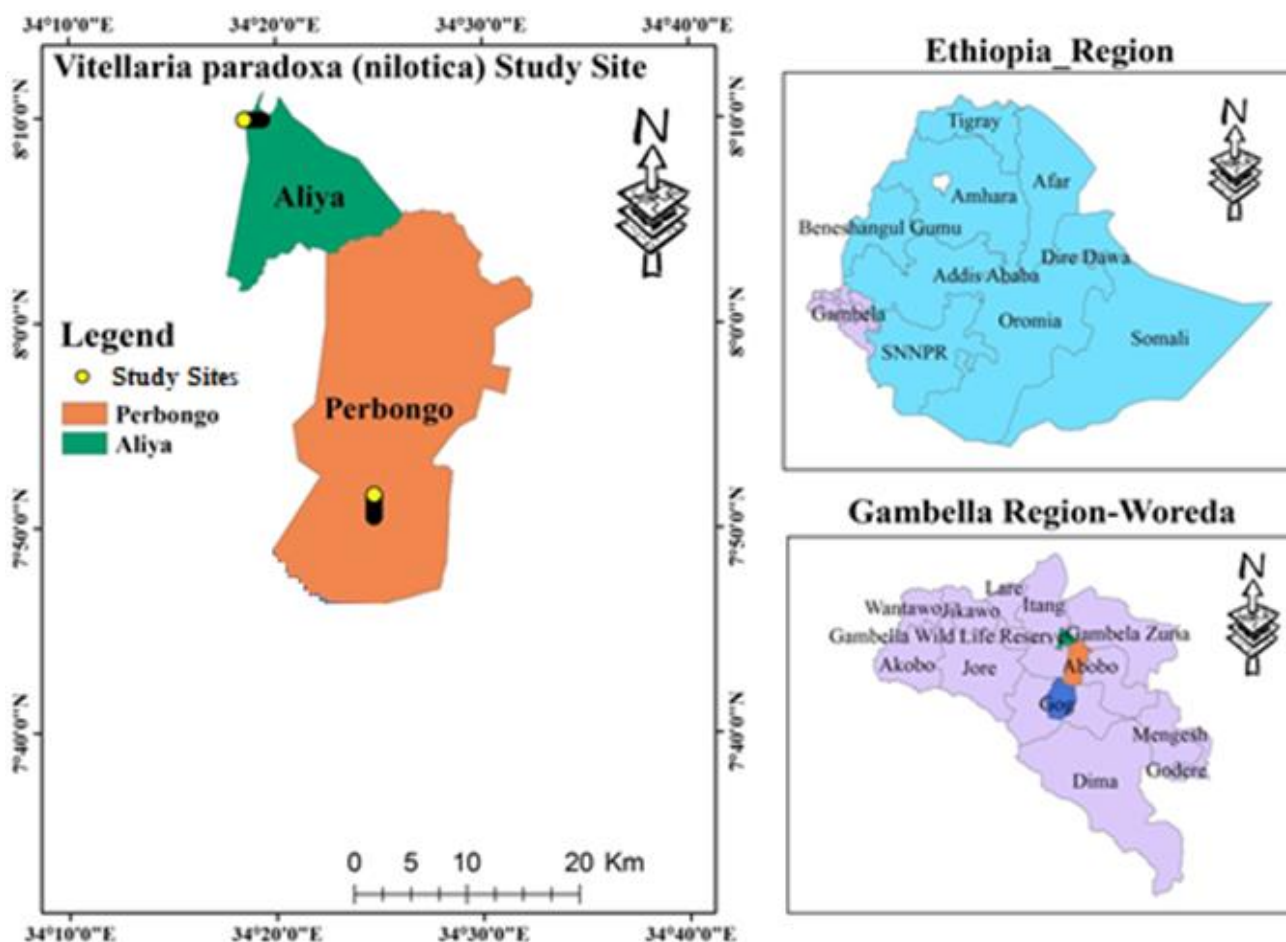 34°10'0"E 34°20'0"E 34°30'0"E 34°40'0"E
Vitellaria paradoxa (nilotica) Study Site
N
8°10'0"N
8°10'0"N
Aliya
8°0'0"N
8°0'0"N
Legend
Study Sites
Perbongo
Aliya
Perbongo
7°50'0"N
7°50'0"N
7°40'0"N
7°40'0"N
0 5 10 20 Km
34°10'0"E 34°20'0"E 34°30'0"E 34°40'0"E
Ethiopia_Region
N
Tigray
Afar
Amhara
Beneshangul Gumu
Dire Dawa
Addis Ababa
Gambela
Oromia
Somali
SNNPR
Gambella Region-Woreda
N
Lare
Itang
Wantawo
Jikawo
Gambella Wild Life Reserve
Gambela Zuria
Akobo
Jore
Abobo
Gog
Mengesh
Godere
Dima